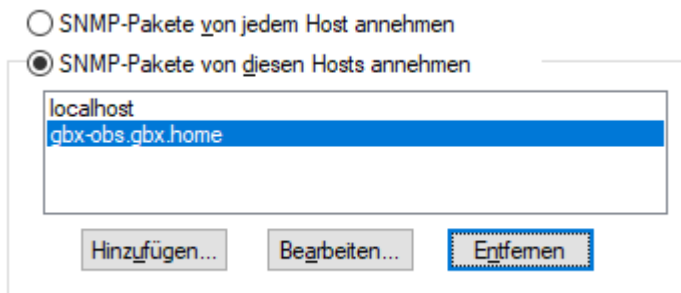 SNMP-Pakete von jedem Host annehmen
SNMP-Pakete von diesen Hosts annehmen
localhost
gbx-obs.gbx.home
Hinzufügen... Bearbeiten... Entfernen